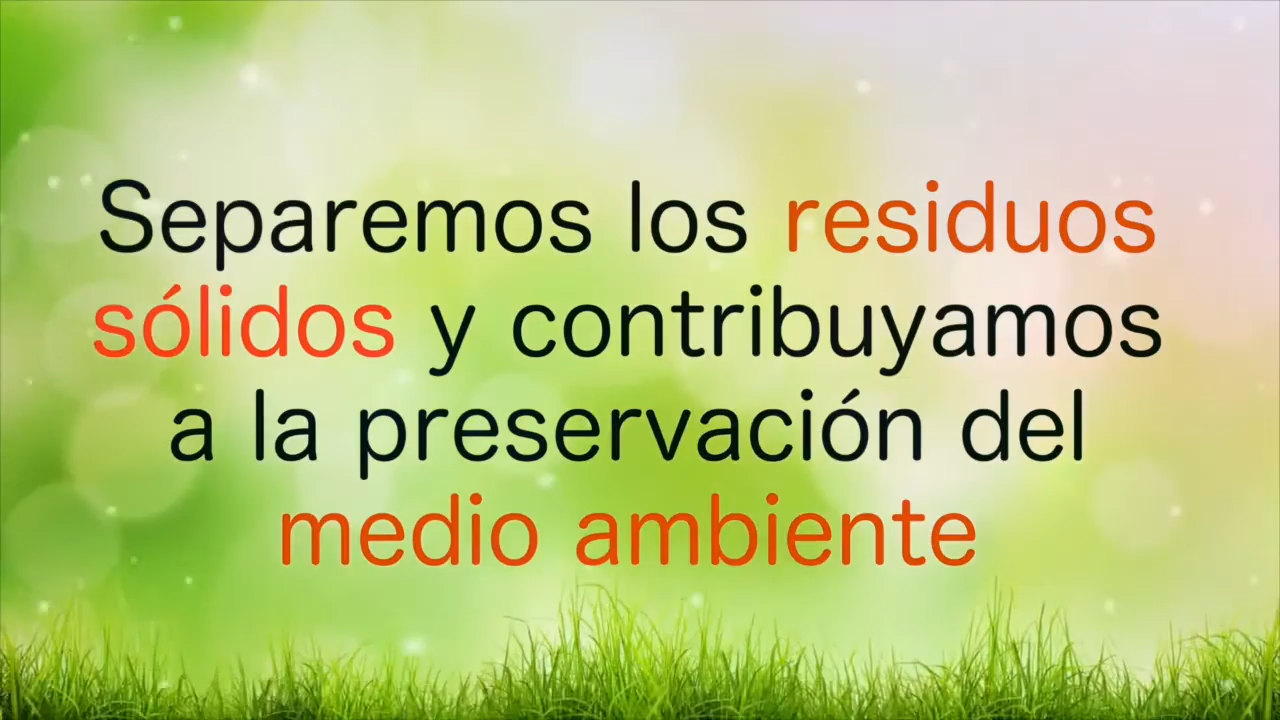 Separemos los residuos
sólidos y contribuyamos
a la preservación del
medio ambiente